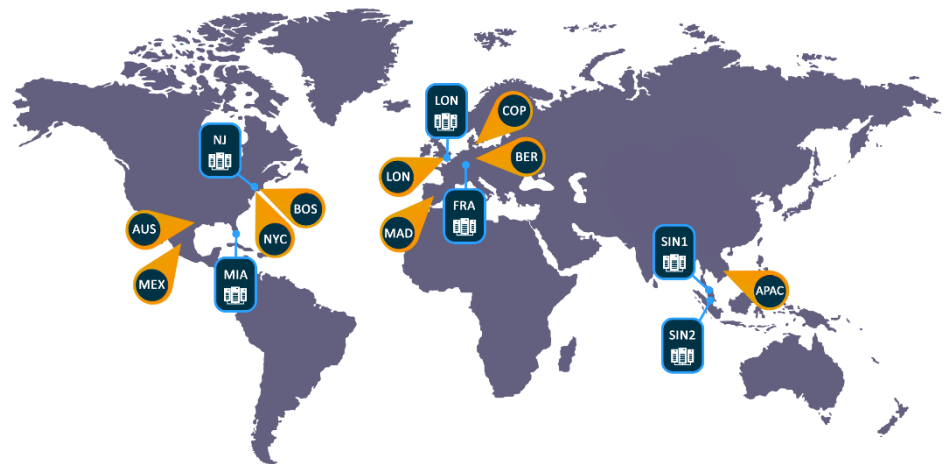 LON
COP
NJ
BER
LON
BOS
FRA
AUS
MAD
NYC
SIN1
MIA
MEX
APAC
SIN2